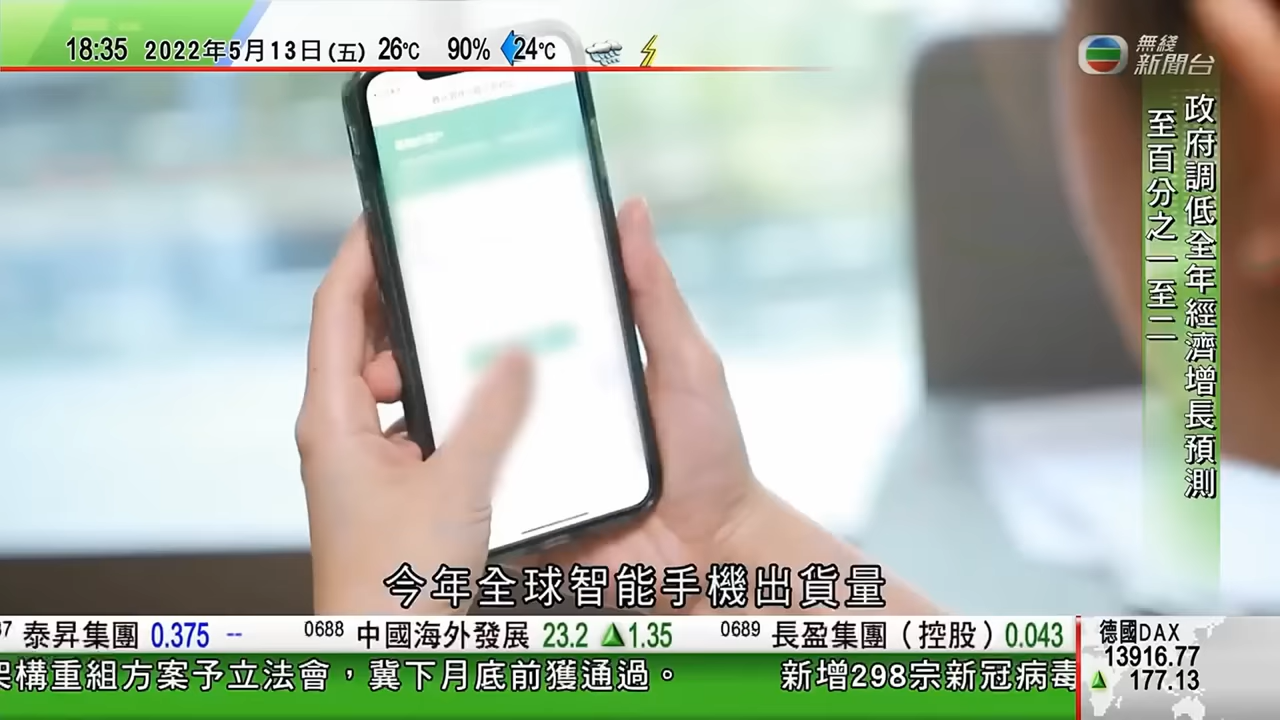 18:35 2022年5月13日(五) 26℃ 90% 24℃
無綫
新聞台
政府調低全年經濟增長預測
至百分之一至二
今年全球智能手機出貨量
37 泰昇集團 0.375 -- 0688 中國海外發展 23.2 ▲1.35 0689 長盈集團（控股）0.043
架構重組方案予立法會，冀下月底前獲通過。 新增298宗新冠病毒
德國DAX
13916.77
▲ 177.13